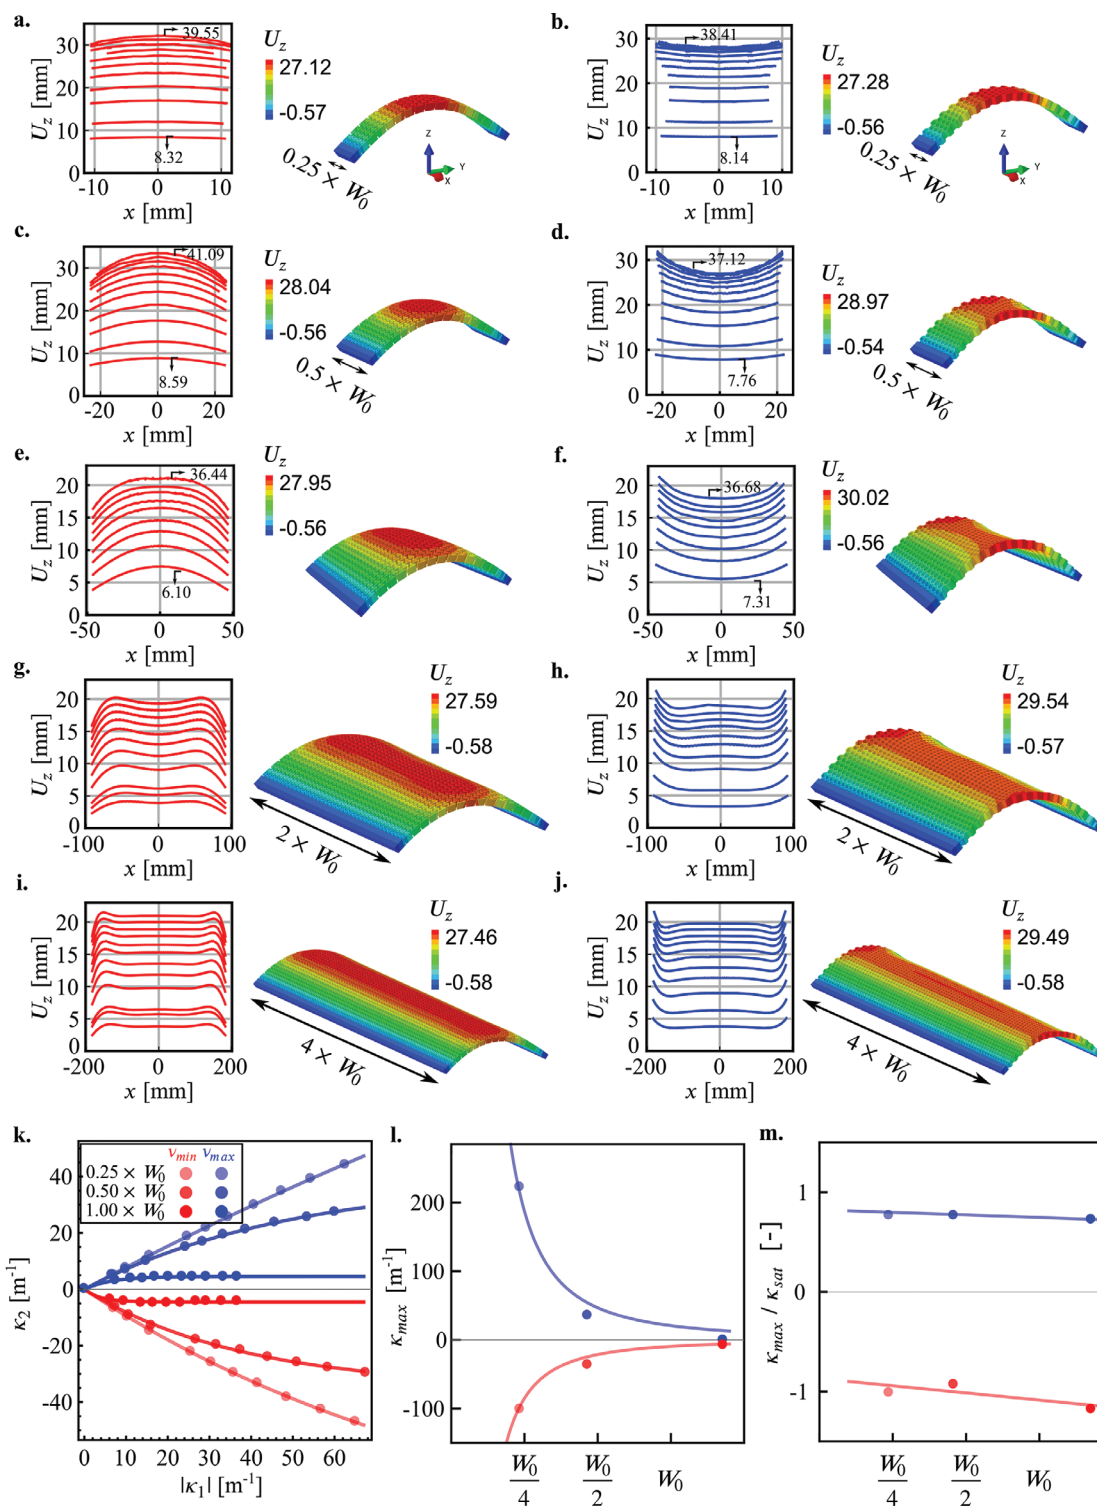 a.
30
20
10
0
U_z [mm]
39.55
8.32
-10
0
10
x [mm]
U_z
27.12
-0.57
0.25 × W_0
Z
Y
X
b.
30
20
10
0
U_z [mm]
38.41
8.14
-10
0
10
x [mm]
U_z
27.28
-0.56
0.25 × W_0
Z
Y
X
c.
30
20
10
0
U_z [mm]
41.09
8.59
-20
0
20
x [mm]
U_z
28.04
-0.56
0.5 × W_0
d.
30
20
10
0
U_z [mm]
37.12
7.76
-20
0
20
x [mm]
U_z
28.97
-0.54
0.5 × W_0
e.
20
15
10
5
0
U_z [mm]
36.44
6.10
-50
0
50
x [mm]
U_z
27.95
-0.56
f.
20
15
10
5
0
U_z [mm]
36.68
7.31
-50
0
50
x [mm]
U_z
30.02
-0.56
g.
20
15
10
5
0
U_z [mm]
-100
0
100
x [mm]
U_z
27.59
-0.58
2 × W_0
h.
20
15
10
5
0
U_z [mm]
-100
0
100
x [mm]
U_z
29.54
-0.57
2 × W_0
i.
20
15
10
5
0
U_z [mm]
-200
0
200
x [mm]
U_z
27.46
-0.58
4 × W_0
j.
20
15
10
5
0
U_z [mm]
-200
0
200
x [mm]
U_z
29.49
-0.58
4 × W_0
k.
ν_min ν_max
0.25 × W_0
0.50 × W_0
1.00 × W_0
40
20
0
-20
-40
κ_2 [m⁻¹]
0 10 20 30 40 50 60
|κ_1| [m⁻¹]
l.
200
100
0
-100
κ_max [m⁻¹]
W_0/4
W_0/2
W_0
m.
1
0
-1
κ_max / κ_sat [-]
W_0/4
W_0/2
W_0